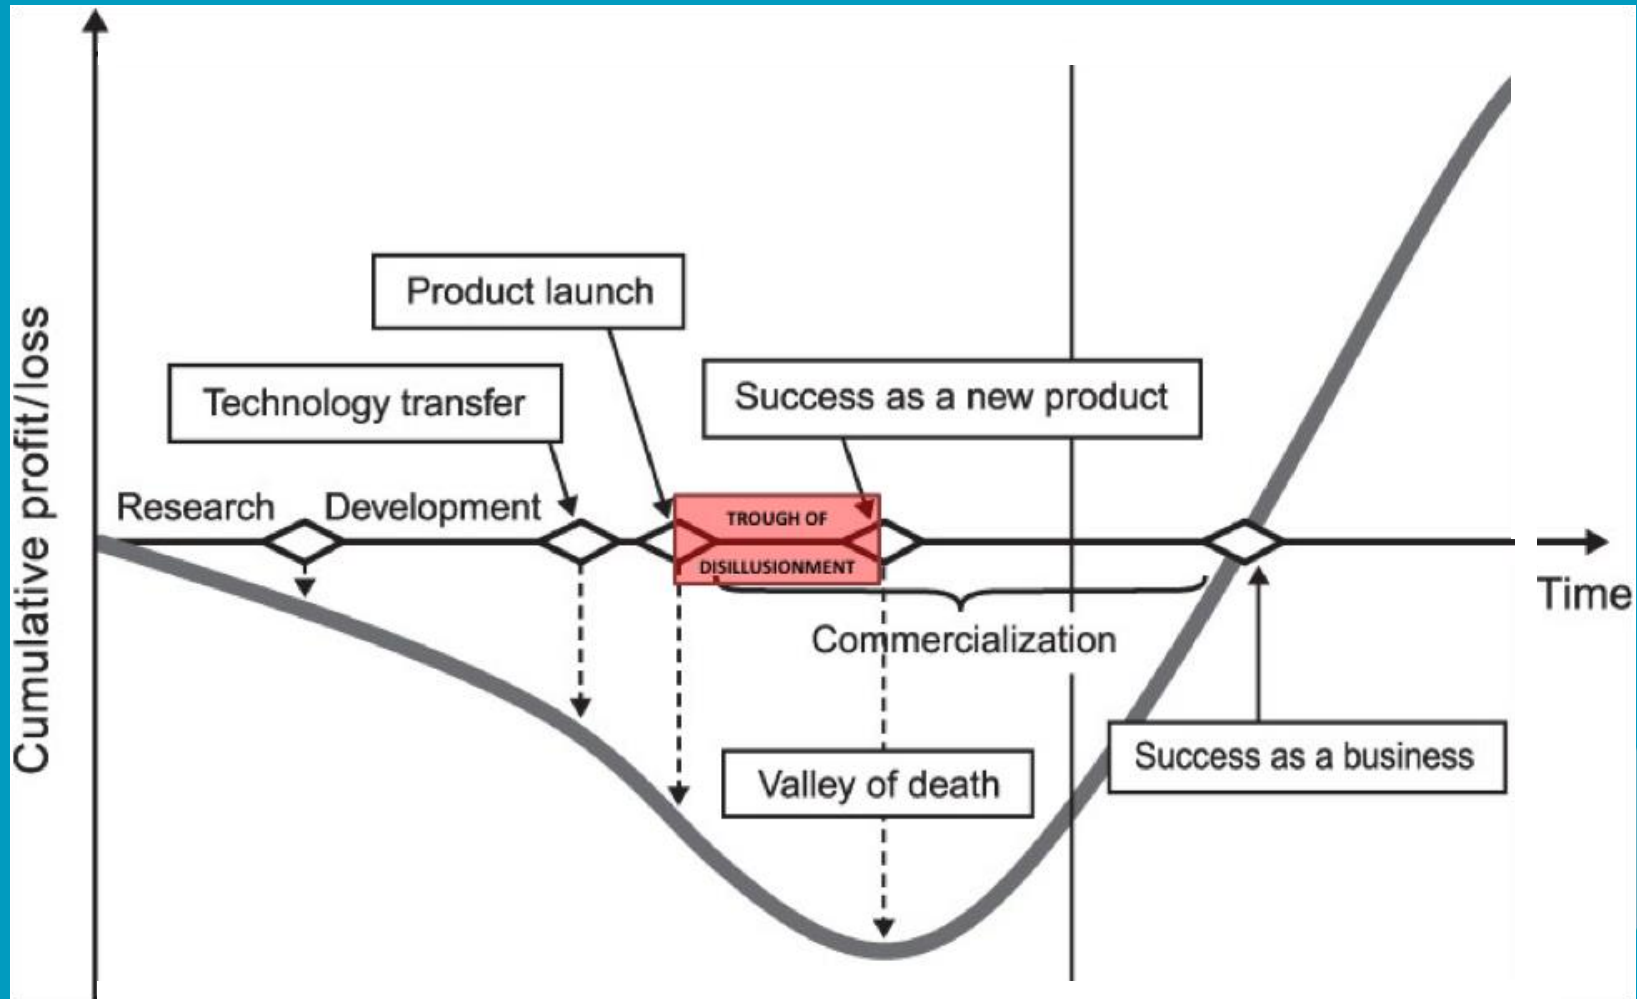 Product launch
Success as a new product
Technology transfer
Research
Development
TROUGH OF
DISILLUSIONMENT
Time
Commercialization
Cumulative profit/loss
Success as a business
Valley of death